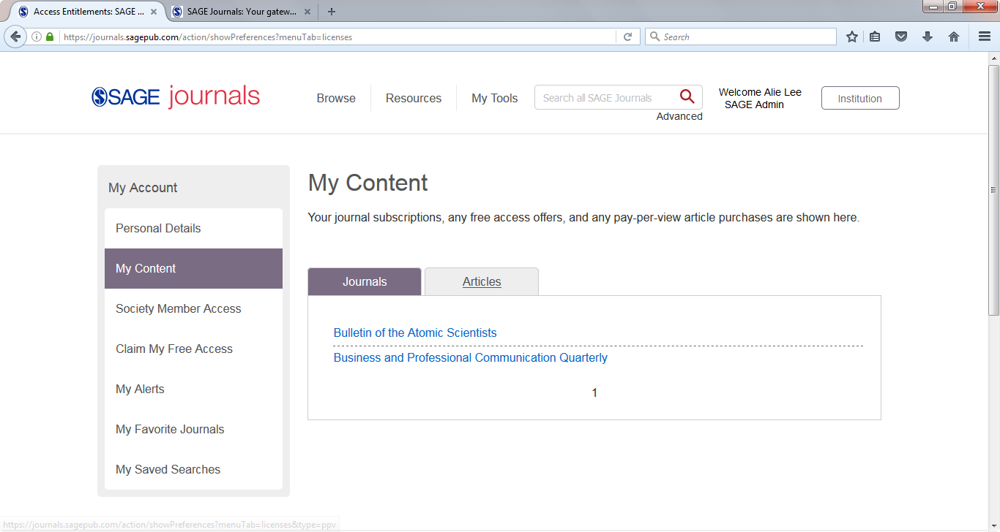 Access Entitlements: SAGE ...
SAGE Journals: Your gatew...
https://journals.sagepub.com/action/showPreferences?menuTab=licenses
Search
SAGE journals
Browse
Resources
My Tools
Search all SAGE Journals
Advanced
Welcome Alie Lee
SAGE Admin
Institution
My Account
Personal Details
My Content
Society Member Access
Claim My Free Access
My Alerts
My Favorite Journals
My Saved Searches
My Content
Your journal subscriptions, any free access offers, and any pay-per-view article purchases are shown here.
Journals
Articles
Bulletin of the Atomic Scientists
Business and Professional Communication Quarterly
1
https://journals.sagepub.com/action/showPreferences?menuTab=licenses&type=ppv